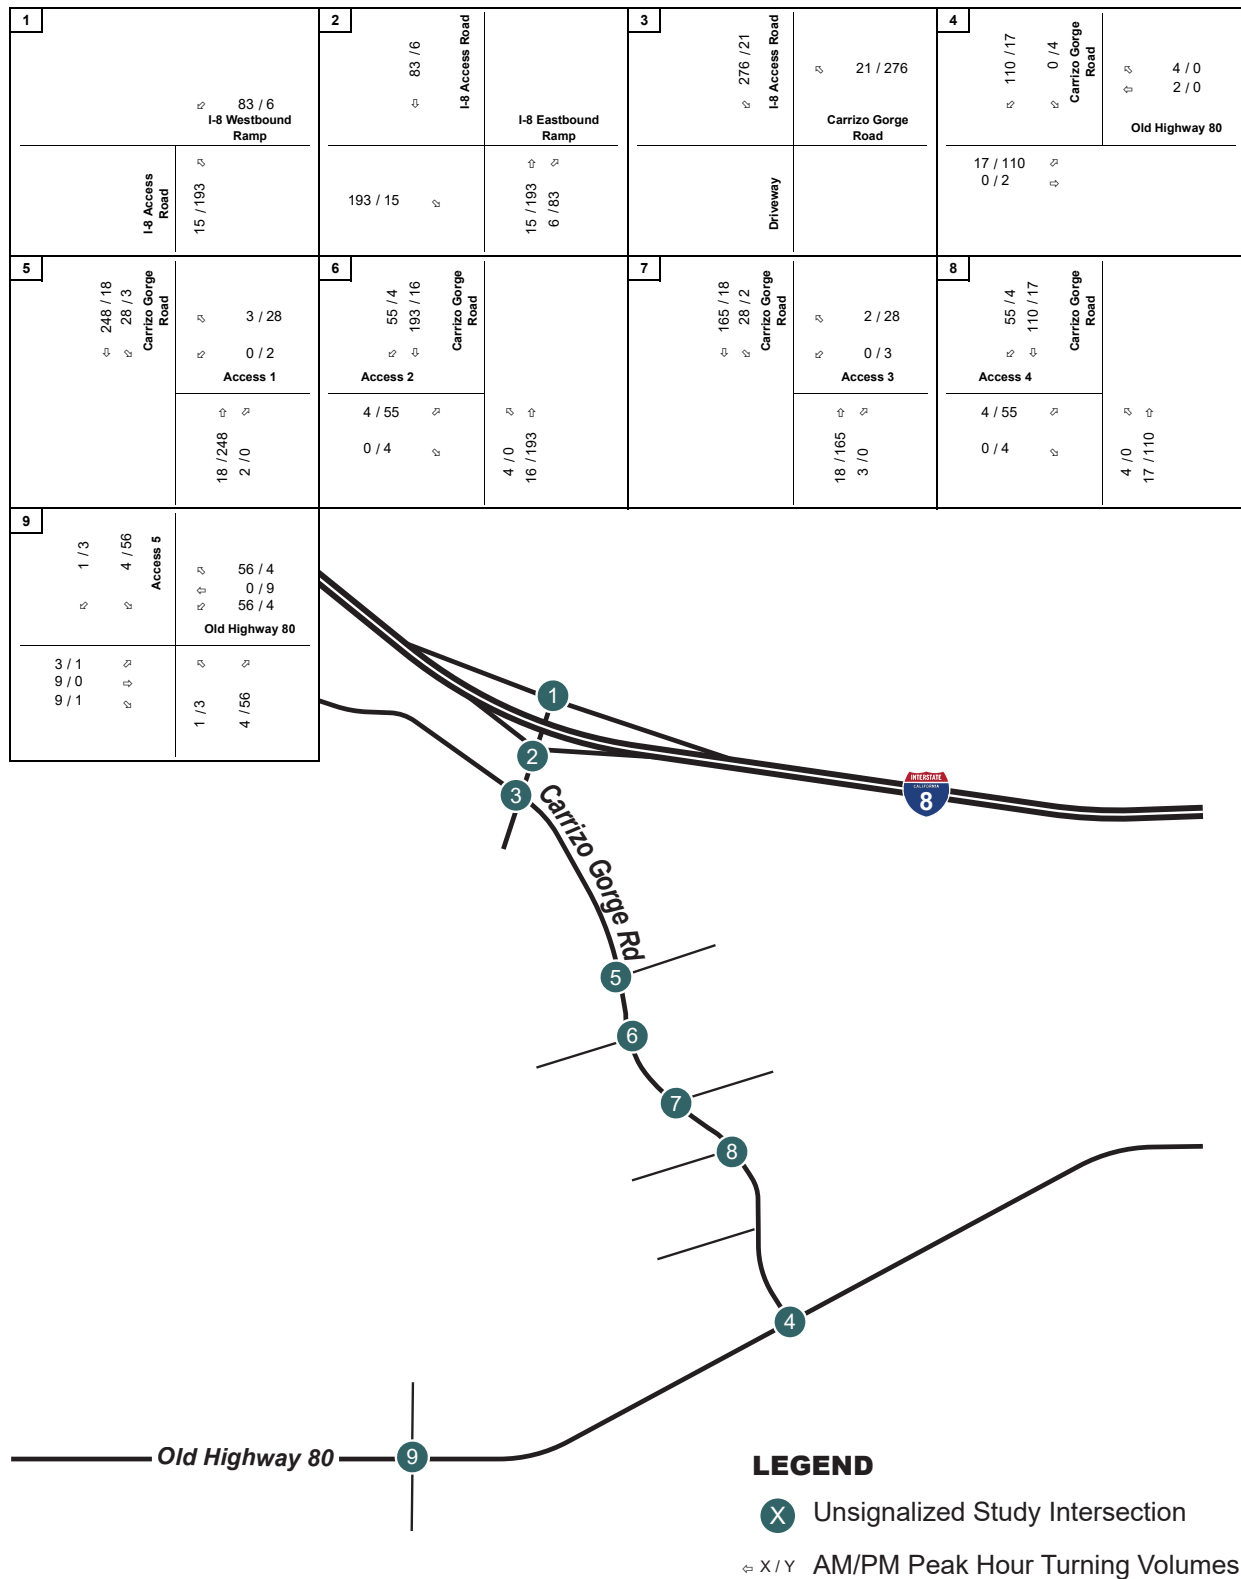 1
83 / 6
I-8 Westbound
Ramp
I-8 Access
Road
15 / 193
2
83 / 6
I-8 Access Road
I-8 Eastbound
Ramp
193 / 15
15 / 193
6 / 83
3
276 / 21
I-8 Access Road
21 / 276
Carrizo Gorge
Road
Driveway
4
110 / 17
0 / 4
Carrizo Gorge
Road
4 / 0
2 / 0
Old Highway 80
17 / 110
0 / 2
5
248 / 18
28 / 3
Carrizo Gorge
Road
3 / 28
0 / 2
Access 1
18 / 248
2 / 0
6
55 / 4
193 / 16
Carrizo Gorge
Road
Access 2
4 / 55
0 / 4
4 / 0
16 / 193
7
165 / 18
28 / 2
Carrizo Gorge
Road
2 / 28
0 / 3
Access 3
18 / 165
3 / 0
8
55 / 4
110 / 17
Carrizo Gorge
Road
Access 4
4 / 55
0 / 4
4 / 0
17 / 110
9
1 / 3
4 / 56
Access 5
56 / 4
0 / 9
56 / 4
Old Highway 80
3 / 1
9 / 0
9 / 1
1 / 3
4 / 56
1
2
3
Carrizo Gorge Rd
INTERSTATE
CALIFORNIA
8
5
6
7
8
4
Old Highway 80
9
LEGEND
X Unsignalized Study Intersection
X / Y AM/PM Peak Hour Turning Volumes